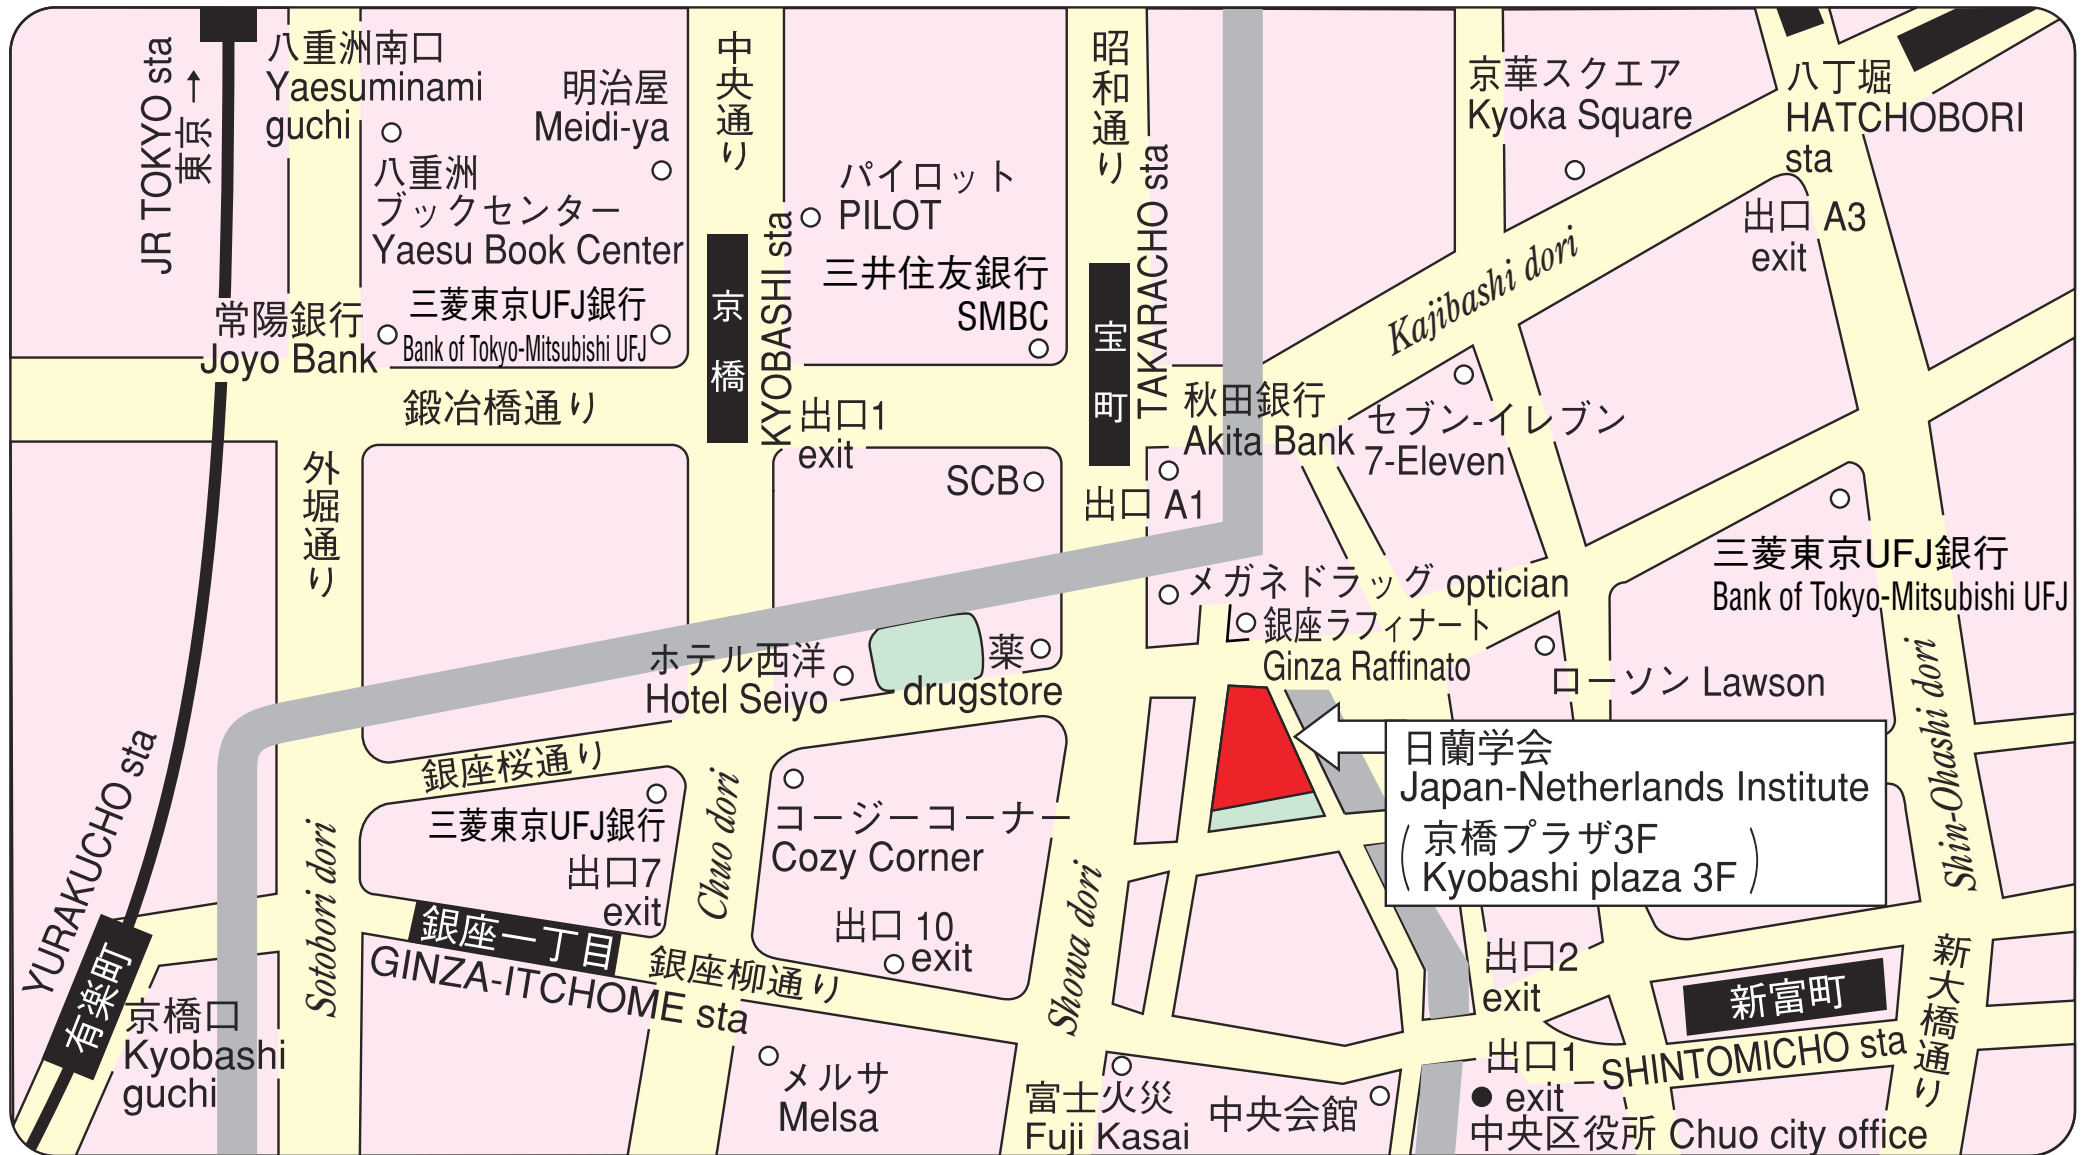 JR TOKYO sta
東京→
八重洲南口
Yaesuminami
guchi
八重洲
ブックセンター
Yaesu Book Center
明治屋
Meidi-ya
中央通り
昭和通り
パイロット
PILOT
京華スクエア
Kyoka Square
八丁堀
HATCHOBORI
sta
出口 A3
exit
常陽銀行
Joyo Bank
三菱東京UFJ銀行
Bank of Tokyo-Mitsubishi UFJ
京橋
KYOBASHI sta
三井住友銀行
SMBC
宝町
TAKARACHO sta
Kajibashi dori
鍛冶橋通り
出口1
exit
秋田銀行
Akita Bank
セブン-イレブン
7-Eleven
外堀通り
SCB
出口 A1
三菱東京UFJ銀行
Bank of Tokyo-Mitsubishi UFJ
メガネドラッグ optician
銀座ラフィナート
Ginza Raffinato
ホテル西洋
Hotel Seiyo
薬
drugstore
ローソン Lawson
Shin-Ohashi dori
銀座桜通り
日蘭学会
Japan-Netherlands Institute
京橋プラザ3F
(Kyobashi plaza 3F)
YURAKUCHO sta
有楽町
Sotobori dori
三菱東京UFJ銀行
出口7
exit
Chuo dori
コージーコーナー
Cozy Corner
出口 10
exit
Showa dori
銀座一丁目
GINZA-ITCHOME sta
銀座柳通り
出口2
exit
新富町
SHINTOMICHO sta
新大橋通り
京橋口
Kyobashi
guchi
メルサ
Melsa
富士火災
Fuji Kasai
中央会館
出口1
exit
中央区役所 Chuo city office